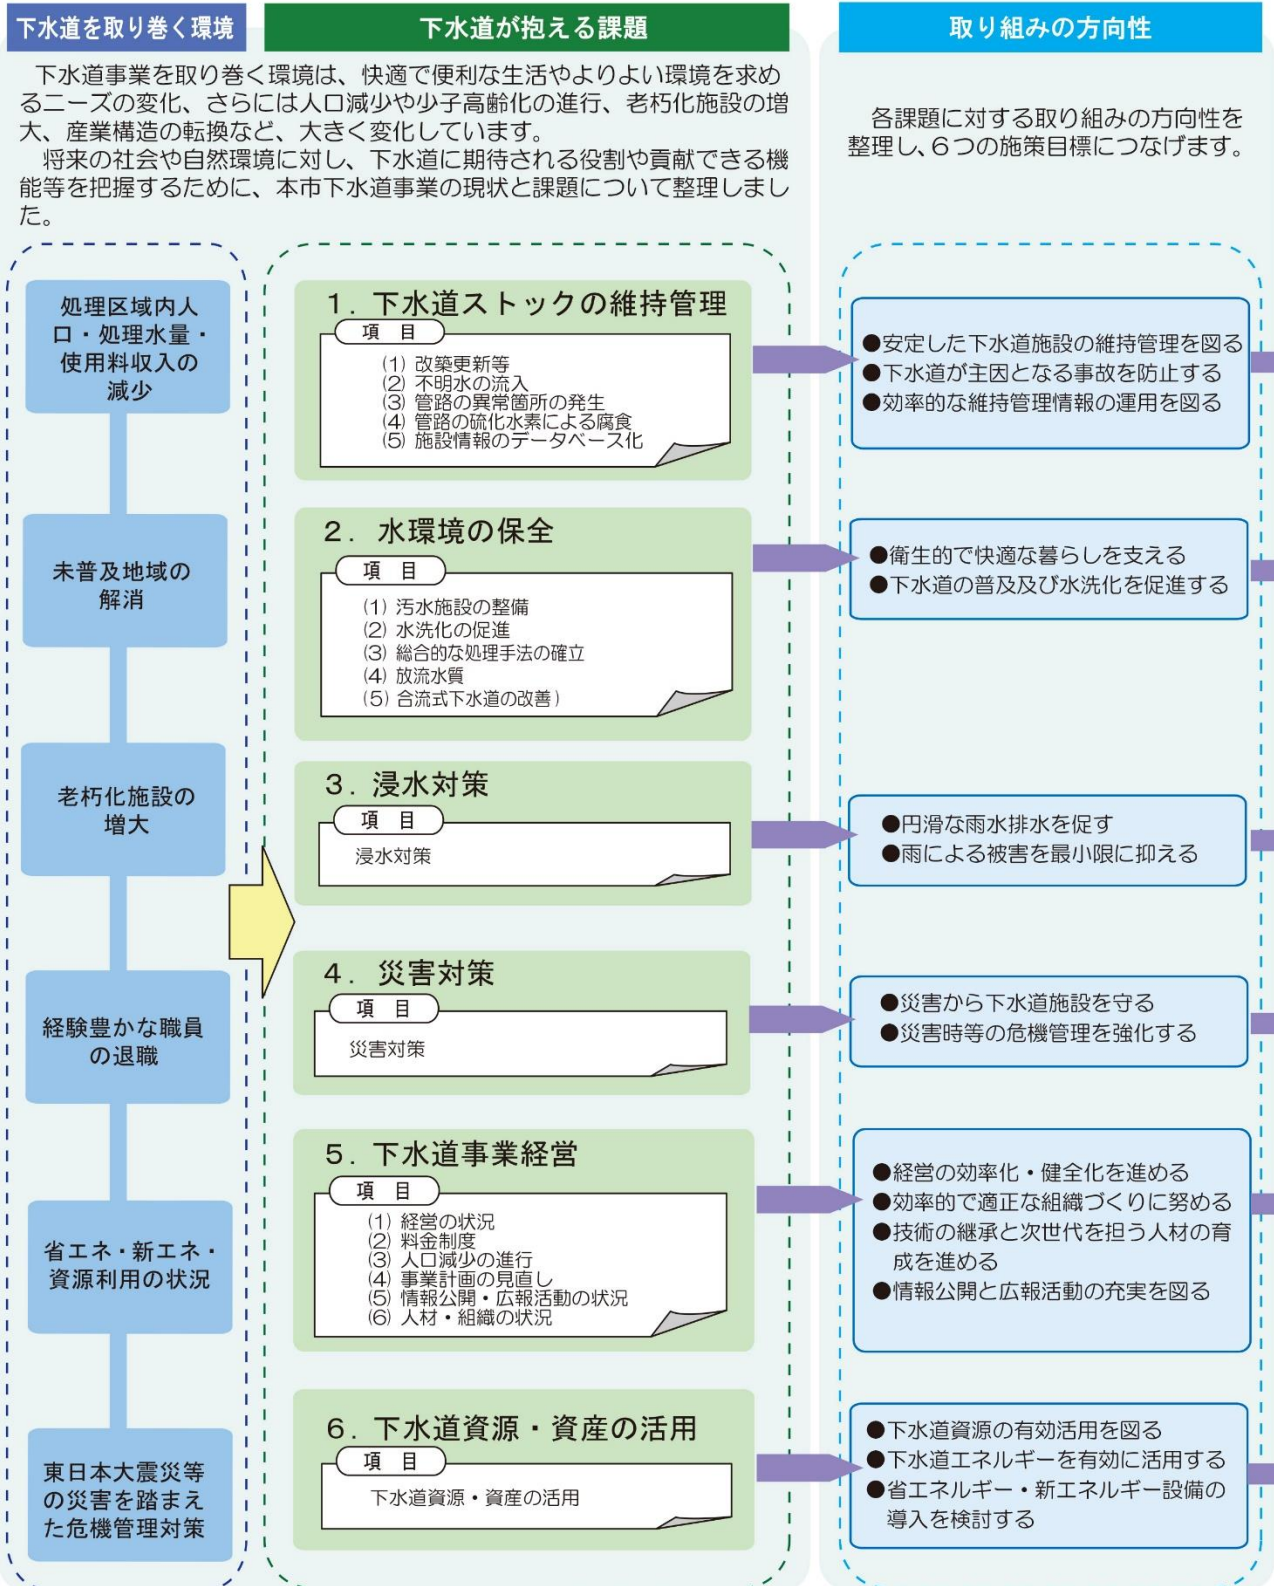 下水道を取り巻く環境
下水道が抱える課題
取り組みの方向性
下水道事業を取り巻く環境は、快適で便利な生活やよりよい環境を求め
るニーズの変化、さらには人口減少や少子高齢化の進行、老朽化施設の増
大、産業構造の転換など、大きく変化しています。
将来の社会や自然環境に対し、下水道に期待される役割や貢献できる機
能等を把握するために、本市下水道事業の現状と課題について整理しまし
た。
各課題に対する取り組みの方向性を
整理し、6つの施策目標につなげます。
処理区域内人
口・処理水量・
使用料収入の
減少
未普及地域の
解消
老朽化施設の
増大
経験豊かな職員
の退職
省エネ・新エネ・
資源利用の状況
東日本大震災等
の災害を踏まえ
た危機管理対策
1．下水道ストックの維持管理
項　目
(1) 改築更新等
(2) 不明水の流入
(3) 管路の異常箇所の発生
(4) 管路の硫化水素による腐食
(5) 施設情報のデータベース化
2．水環境の保全
項　目
(1) 汚水施設の整備
(2) 水洗化の促進
(3) 総合的な処理手法の確立
(4) 放流水質
(5) 合流式下水道の改善）
3．浸水対策
項　目
浸水対策
4．災害対策
項　目
災害対策
5．下水道事業経営
項　目
(1) 経営の状況
(2) 料金制度
(3) 人口減少の進行
(4) 事業計画の見直し
(5) 情報公開・広報活動の状況
(6) 人材・組織の状況
6．下水道資源・資産の活用
項　目
下水道資源・資産の活用
●安定した下水道施設の維持管理を図る
●下水道が主因となる事故を防止する
●効率的な維持管理情報の運用を図る
●衛生的で快適な暮らしを支える
●下水道の普及及び水洗化を促進する
●円滑な雨水排水を促す
●雨による被害を最小限に抑える
●災害から下水道施設を守る
●災害時等の危機管理を強化する
●経営の効率化・健全化を進める
●効率的で適正な組織づくりに努める
●技術の継承と次世代を担う人材の育
成を進める
●情報公開と広報活動の充実を図る
●下水道資源の有効活用を図る
●下水道エネルギーを有効に活用する
●省エネルギー・新エネルギー設備の
導入を検討する